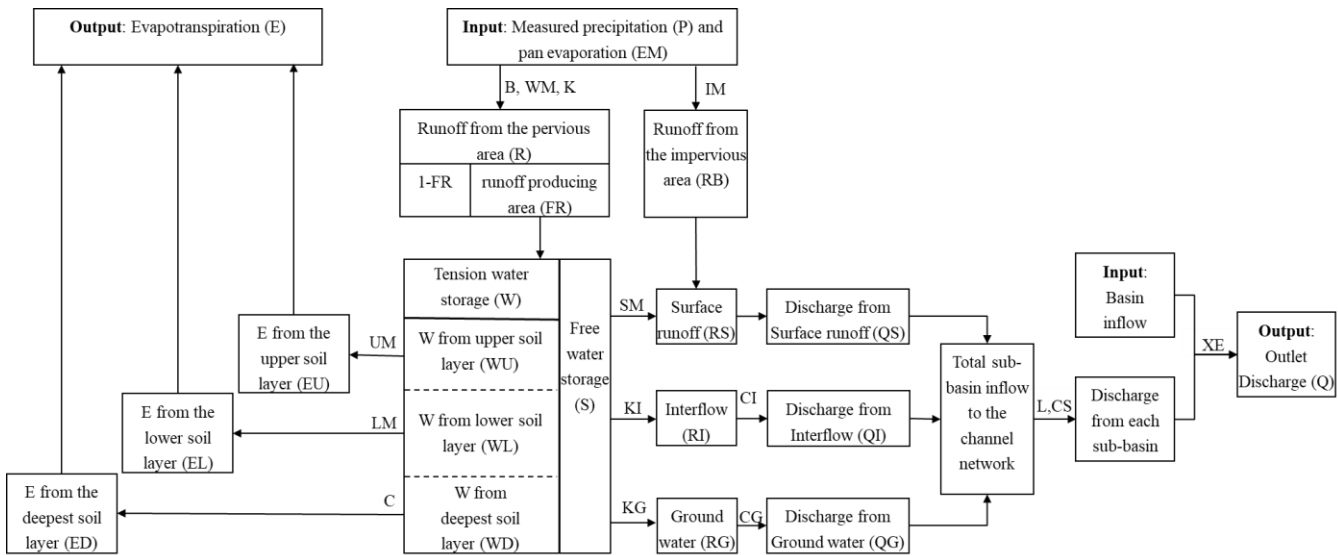 Output: Evapotranspiration (E)
Input: Measured precipitation (P) and
pan evaporation (EM)
B, WM, K
IM
Runoff from the pervious
area (R)
1-FR
runoff producing
area (FR)
Runoff from
the impervious
area (RB)
Tension water
storage (W)
W from upper soil
layer (WU)
W from lower soil
layer (WL)
W from
deepest soil
layer (WD)
Free
water
storage
(S)
UM
E from the
upper soil
layer (EU)
LM
E from the
lower soil
layer (EL)
C
E from the
deepest soil
layer (ED)
SM
Surface
runoff (RS)
Discharge from
Surface runoff (QS)
KI
Interflow
(RI)
CI
Discharge from
Interflow (QI)
KG
Ground
water (RG)
CG
Discharge from
Ground water (QG)
Total sub-
basin inflow
to the
channel
network
L,CS
Input:
Basin
inflow
Discharge
from each
sub-basin
XE
Output:
Outlet
Discharge (Q)